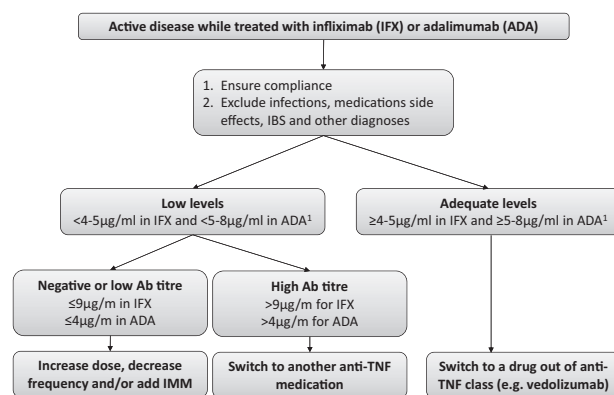 Active disease while treated with infliximab (IFX) or adalimumab (ADA)
1. Ensure compliance
2. Exclude infections, medications side
effects, IBS and other diagnoses
Low levels
<4-5µg/ml in IFX and <5-8µg/ml in ADA¹
Adequate levels
≥4-5µg/ml in IFX and ≥5-8µg/ml in ADA¹
Negative or low Ab titre
≤9µg/m in IFX
≤4µg/m in ADA
High Ab titre
>9µg/m for IFX
>4µg/m for ADA
Increase dose, decrease
frequency and/or add IMM
Switch to another anti-TNF
medication
Switch to a drug out of anti-
TNF class (e.g. vedolizumab)